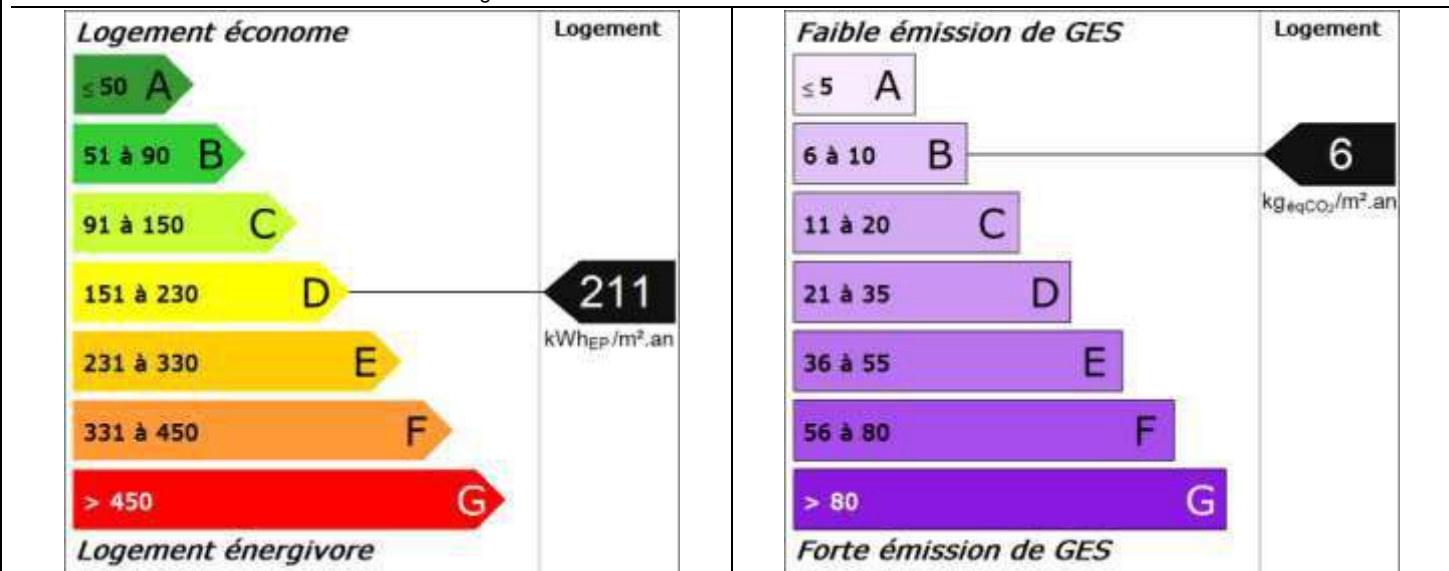 Logement économe
Logement
≤ 50 A
51 à 90 B
91 à 150 C
151 à 230 D
211
kWhEP/m².an
231 à 330 E
331 à 450 F
> 450 G
Logement énergivore
Faible émission de GES
Logement
≤ 5 A
6 à 10 B
6
kgéqCO₂/m².an
11 à 20 C
21 à 35 D
36 à 55 E
56 à 80 F
> 80 G
Forte émission de GES